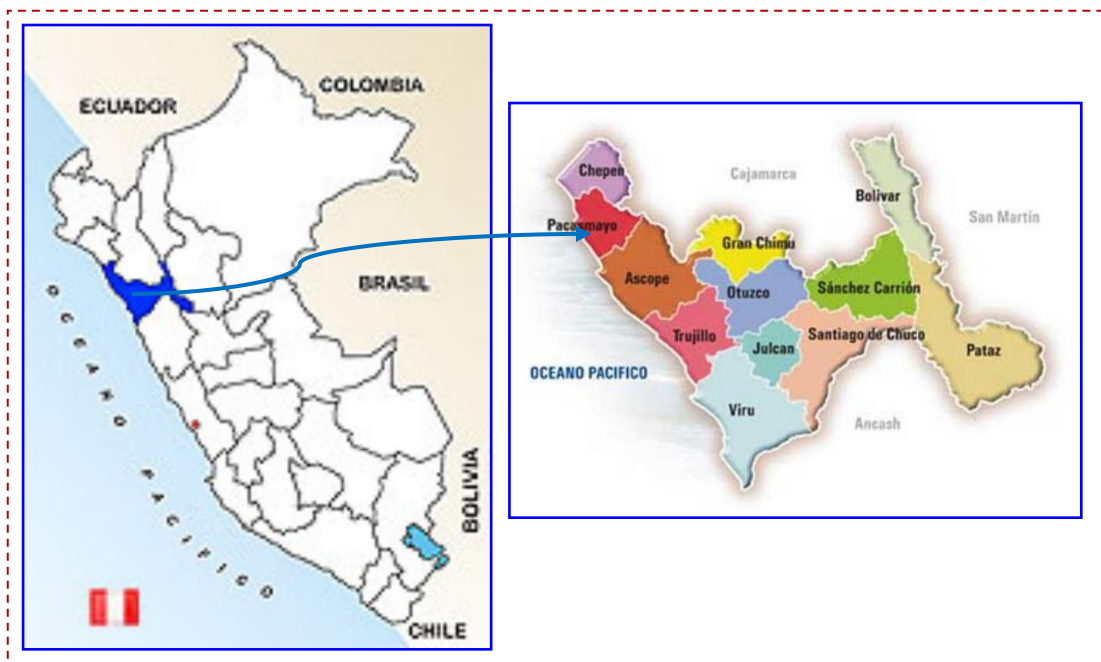 COLOMBIA
ECUADOR
BRASIL
OCEANO PACIFICO
BOLIVIA
CHILE
Chepen
Cajamarca
Bolivar
Pacasmayo
San Martin
Gran Chimu
Ascope
Otuzco
Sánchez Carrión
Trujillo
Julcan
Santiago de Chuco
Pataz
OCEANO PACIFICO
Viru
Ancash